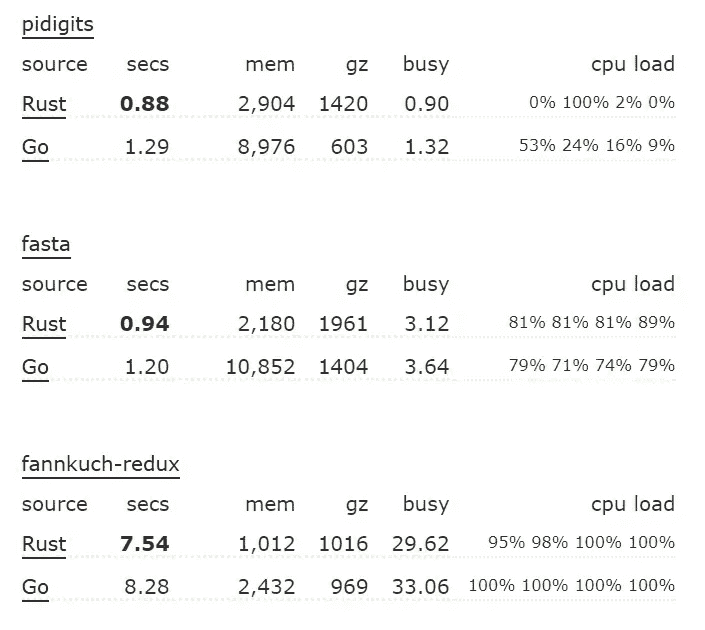 pidigits
source secs mem gz busy cpu load
Rust 0.88 2,904 1420 0.90 0% 100% 2% 0%
Go 1.29 8,976 603 1.32 53% 24% 16% 9%
fasta
source secs mem gz busy cpu load
Rust 0.94 2,180 1961 3.12 81% 81% 81% 89%
Go 1.20 10,852 1404 3.64 79% 71% 74% 79%
fannkuch-redux
source secs mem gz busy cpu load
Rust 7.54 1,012 1016 29.62 95% 98% 100% 100%
Go 8.28 2,432 969 33.06 100% 100% 100% 100%